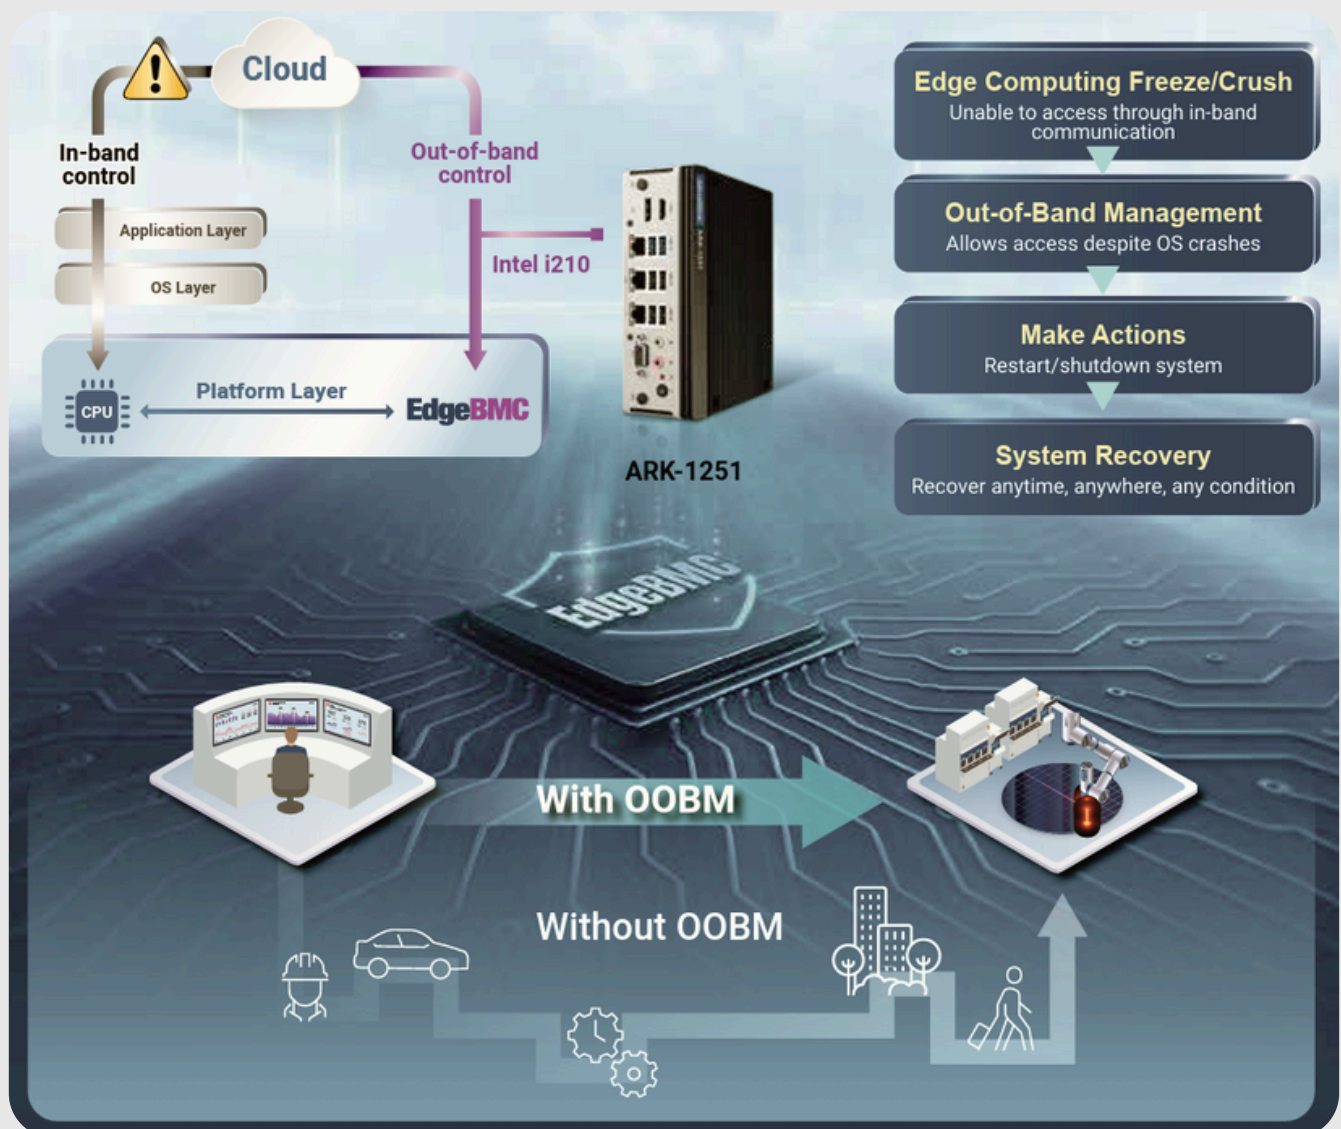 Cloud
In-band
control
Out-of-band
control
Application Layer
OS Layer
Intel i210
Platform Layer
CPU
EdgeBMC
ARK-1251
Edge Computing Freeze/Crush
Unable to access through in-band
communication
Out-of-Band Management
Allows access despite OS crashes
Make Actions
Restart/shutdown system
System Recovery
Recover anytime, anywhere, any condition
EdgeBMC
With OOBM
Without OOBM